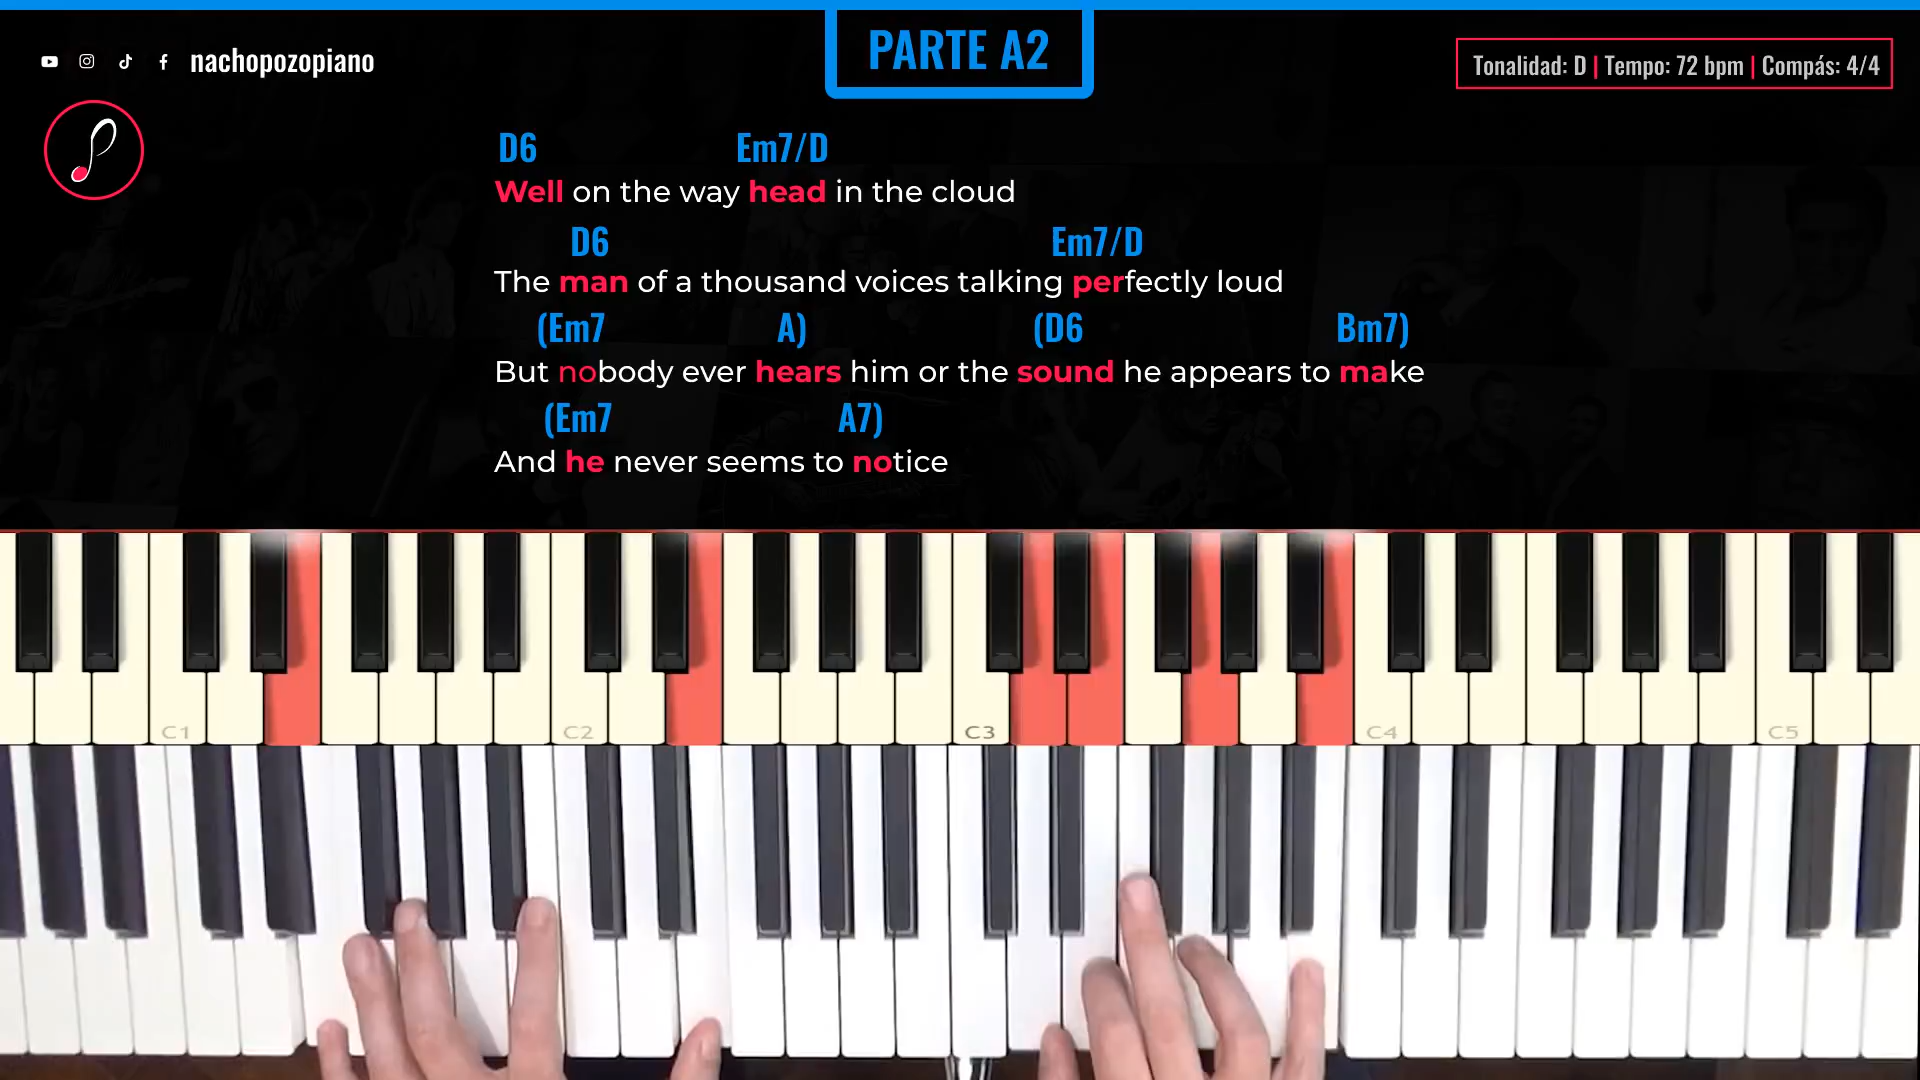 PARTE A2
nachopozopiano
Tonalidad: D | Tempo: 72 bpm | Compás: 4/4
D6 Em7/D
Well on the way head in the cloud
D6 Em7/D
The man of a thousand voices talking perfectly loud
(Em7 A) (D6 Bm7)
But nobody ever hears him or the sound he appears to make
(Em7 A7)
And he never seems to notice
C1 C2 C3 C4 C5